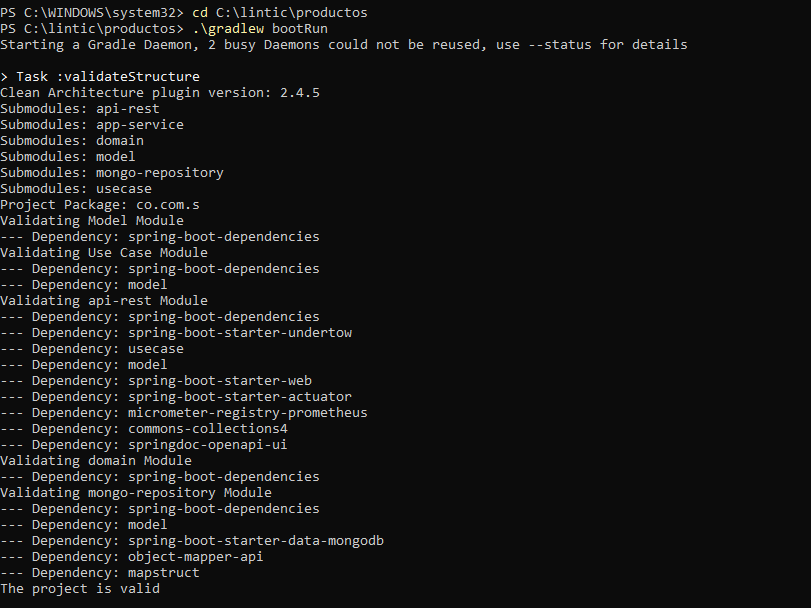 PS C:\WINDOWS\system32> cd C:\lintic\productos
PS C:\lintic\productos> .\gradlew bootRun
Starting a Gradle Daemon, 2 busy Daemons could not be reused, use --status for details
> Task :validateStructure
Clean Architecture plugin version: 2.4.5
Submodules: api-rest
Submodules: app-service
Submodules: domain
Submodules: model
Submodules: mongo-repository
Submodules: usecase
Project Package: co.com.s
Validating Model Module
--- Dependency: spring-boot-dependencies
Validating Use Case Module
--- Dependency: spring-boot-dependencies
--- Dependency: model
Validating api-rest Module
--- Dependency: spring-boot-dependencies
--- Dependency: spring-boot-starter-undertow
--- Dependency: usecase
--- Dependency: model
--- Dependency: spring-boot-starter-web
--- Dependency: spring-boot-starter-actuator
--- Dependency: micrometer-registry-prometheus
--- Dependency: commons-collections4
--- Dependency: springdoc-openapi-ui
Validating domain Module
--- Dependency: spring-boot-dependencies
Validating mongo-repository Module
--- Dependency: spring-boot-dependencies
--- Dependency: model
--- Dependency: spring-boot-starter-data-mongodb
--- Dependency: object-mapper-api
--- Dependency: mapstruct
The project is valid